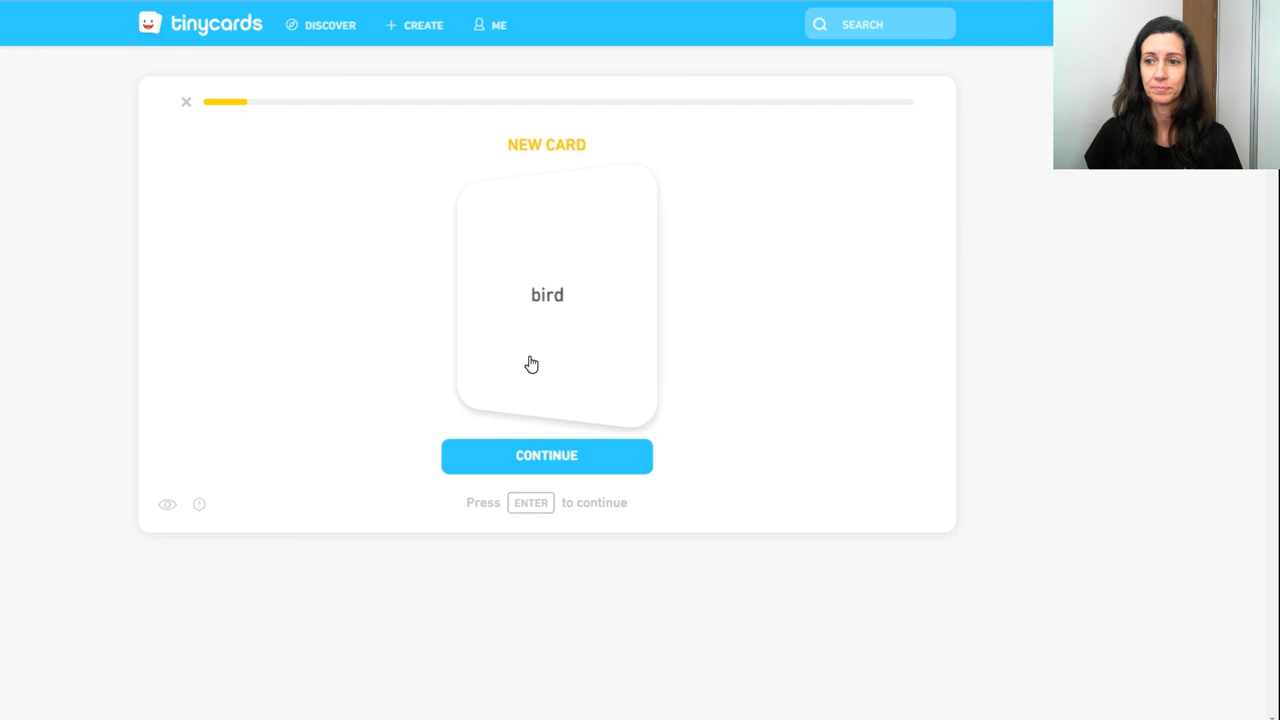 tinycards DISCOVER CREATE ME SEARCH
NEW CARD
bird
CONTINUE
Press ENTER to continue